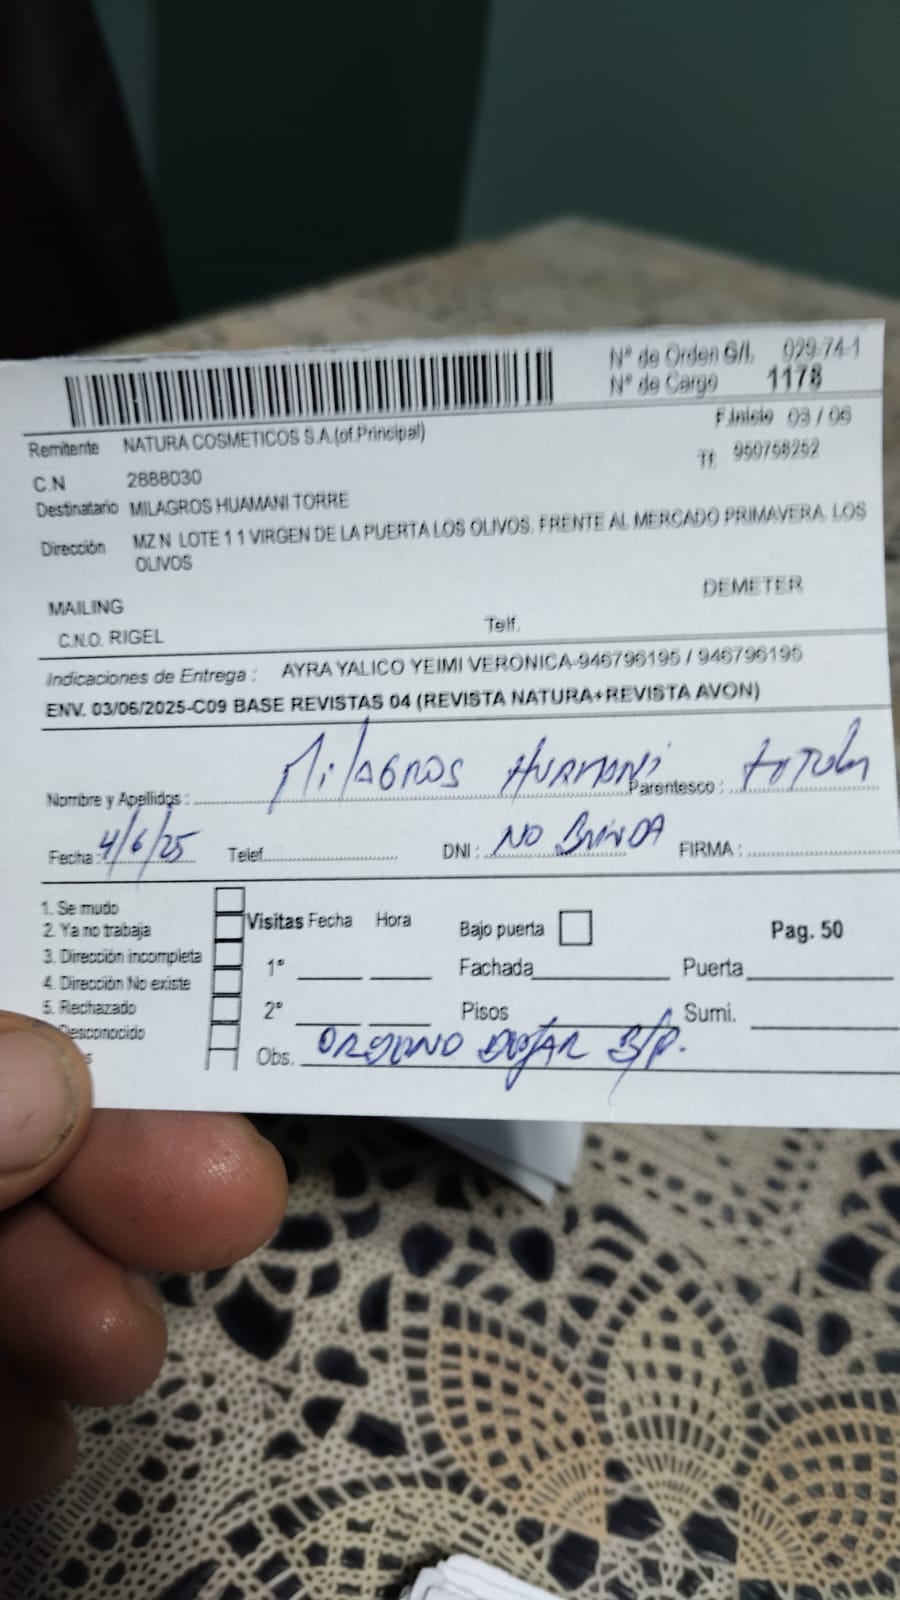 Nº de Orden G/I. 029-74-1
Nº de Cargo 1178
F.Inicio 03 / 06
Remitente NATURA COSMETICOS S.A.(of.Principal)
Tf. 950758252
C.N 2888030
Destinatario MILAGROS HUAMANI TORRE
Dirección MZ N LOTE 1 1 VIRGEN DE LA PUERTA LOS OLIVOS. FRENTE AL MERCADO PRIMAVERA. LOS
OLIVOS
DEMETER
MAILING
C.N.O. RIGEL Telf.
Indicaciones de Entrega : AYRA YALICO YEIMI VERONICA-946796195 / 946796195
ENV. 03/06/2025-C09 BASE REVISTAS 04 (REVISTA NATURA+REVISTA AVON)
Nombre y Apellidos : Milagros Huamani Parentesco :
Fecha : 4/6/25 Telef. DNI : NO BRINDA FIRMA :
1. Se mudo
2. Ya no trabaja
3. Dirección incompleta
4. Dirección No existe
5. Rechazado
Desconocido
s
Visitas Fecha Hora Bajo puerta Pag. 50
1° Fachada Puerta
2° Pisos Sumi.
Obs. B/P.